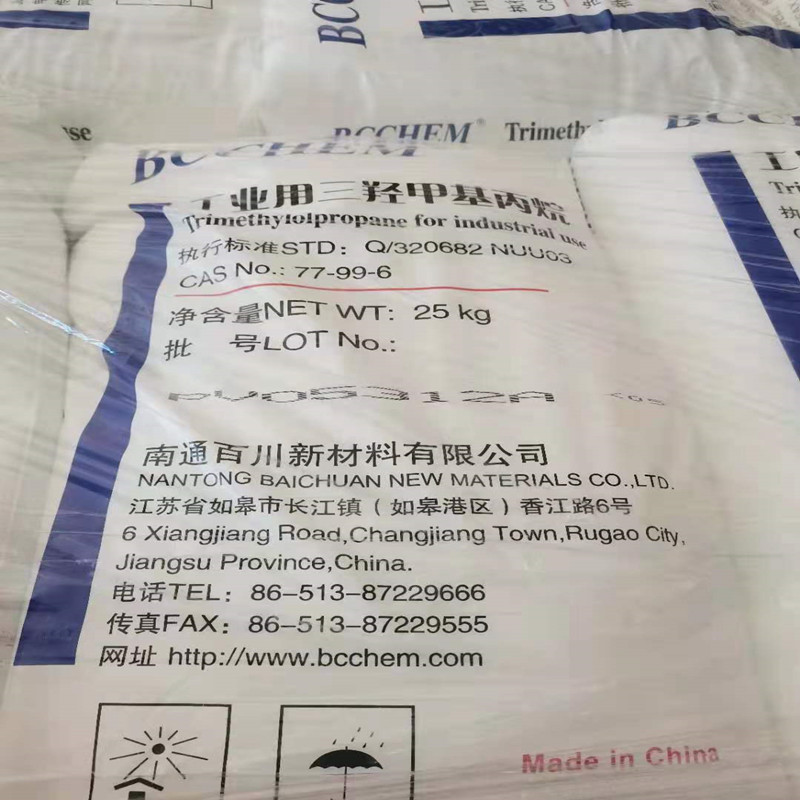 BCCHEM
BCCHEM® Trimeth
use
BCCHEM
工业用三羟甲基丙烷
Trimethylolpropane for industrial use
执行标准STD: Q/320682 NUU03
CAS No.: 77-99-6
净含量NET WT: 25 kg
批 号LOT No.:
南通百川新材料有限公司
NANTONG BAICHUAN NEW MATERIALS CO.,LTD.
江苏省如皋市长江镇（如皋港区）香江路6号
6 Xiangjiang Road,Changjiang Town,Rugao City,
Jiangsu Province,China.
电话TEL: 86-513-87229666
传真FAX: 86-513-87229555
网址 http://www.bcchem.com
Made in China